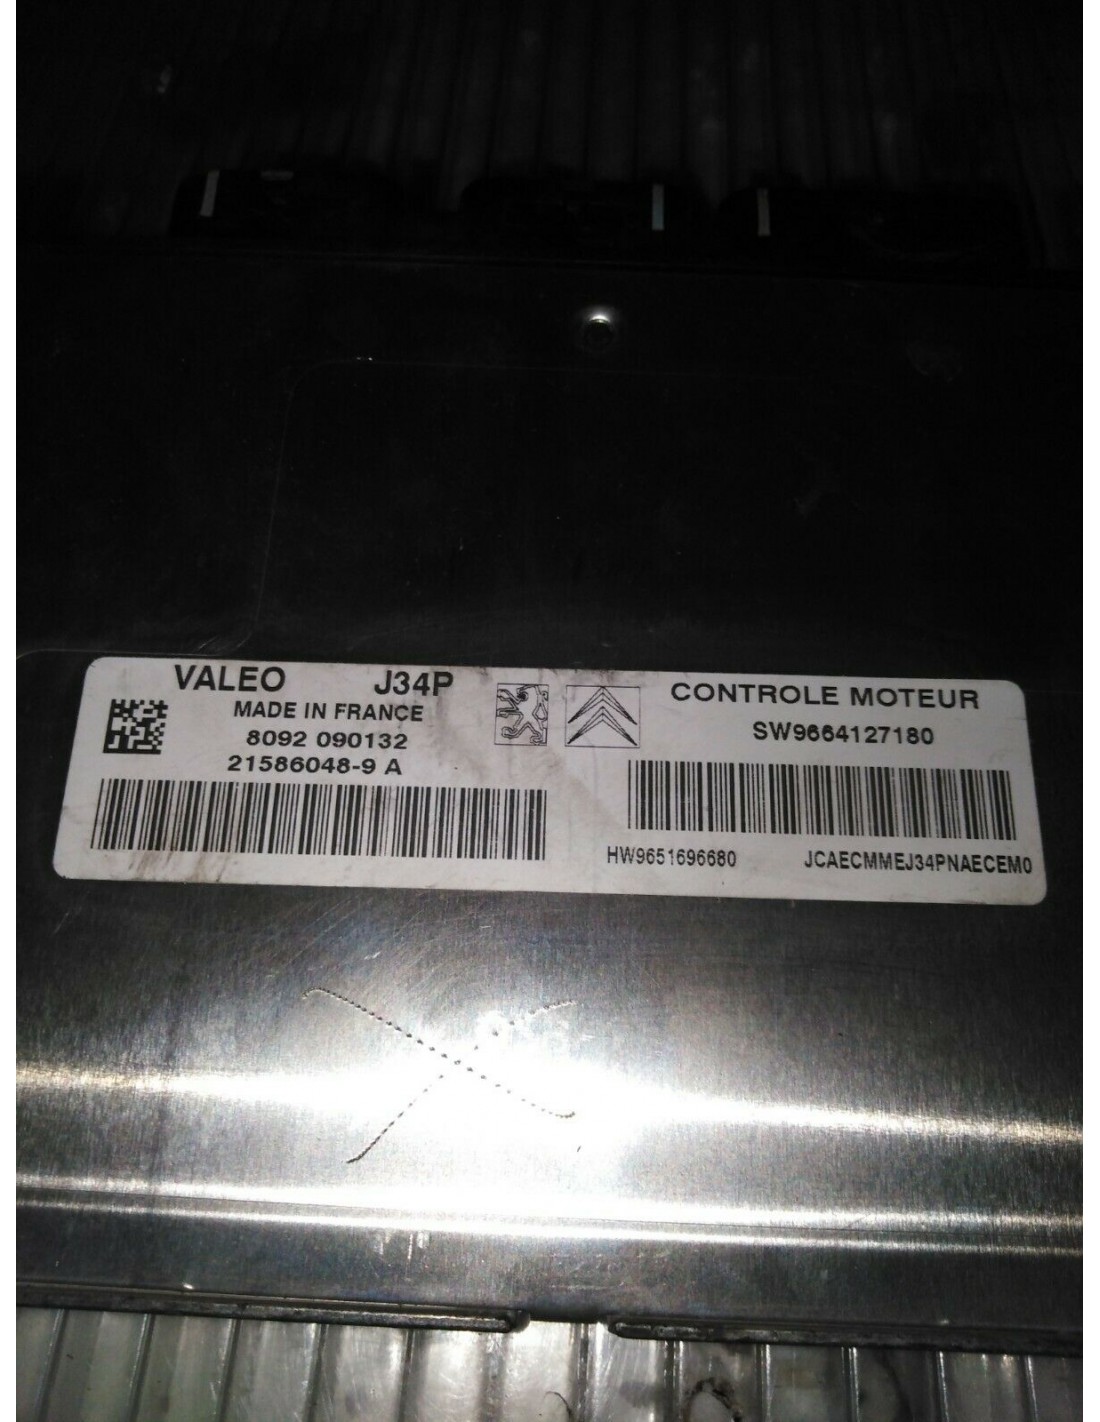 VALEO J34P
MADE IN FRANCE
8092 090132
21586048-9 A
CONTROLE MOTEUR
SW9664127180
HW9651696680 JCAECMMEJ34PNAECEM0